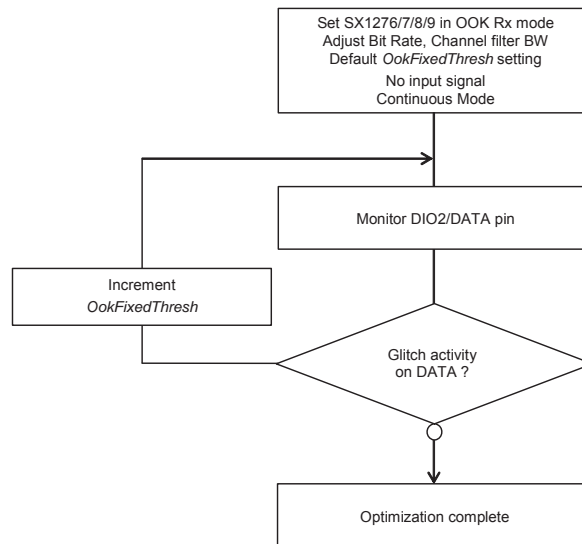 Set SX1276/7/8/9 in OOK Rx mode
Adjust Bit Rate, Channel filter BW
Default OokFixedThresh setting
No input signal
Continuous Mode
Monitor DIO2/DATA pin
Increment
OokFixedThresh
Glitch activity
on DATA ?
Optimization complete